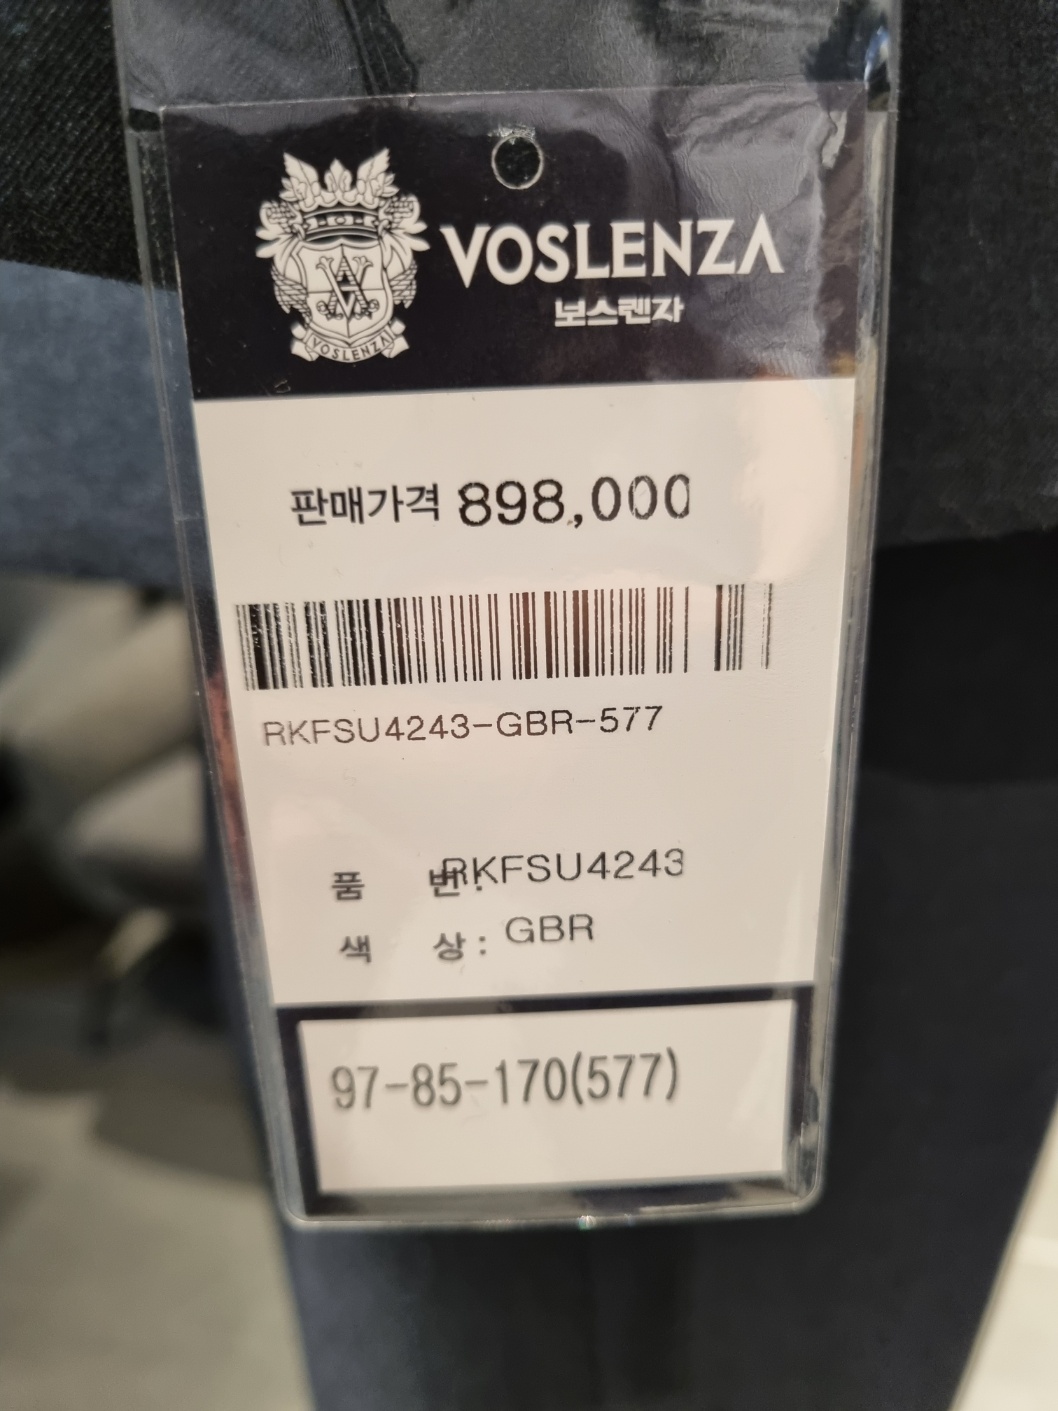 VOSLENZA
VOSLENZA
보스렌자
판매가격 898,000
RKFSU4243-GBR-577
품 번: RKFSU4243
색 상: GBR
97-85-170(577)